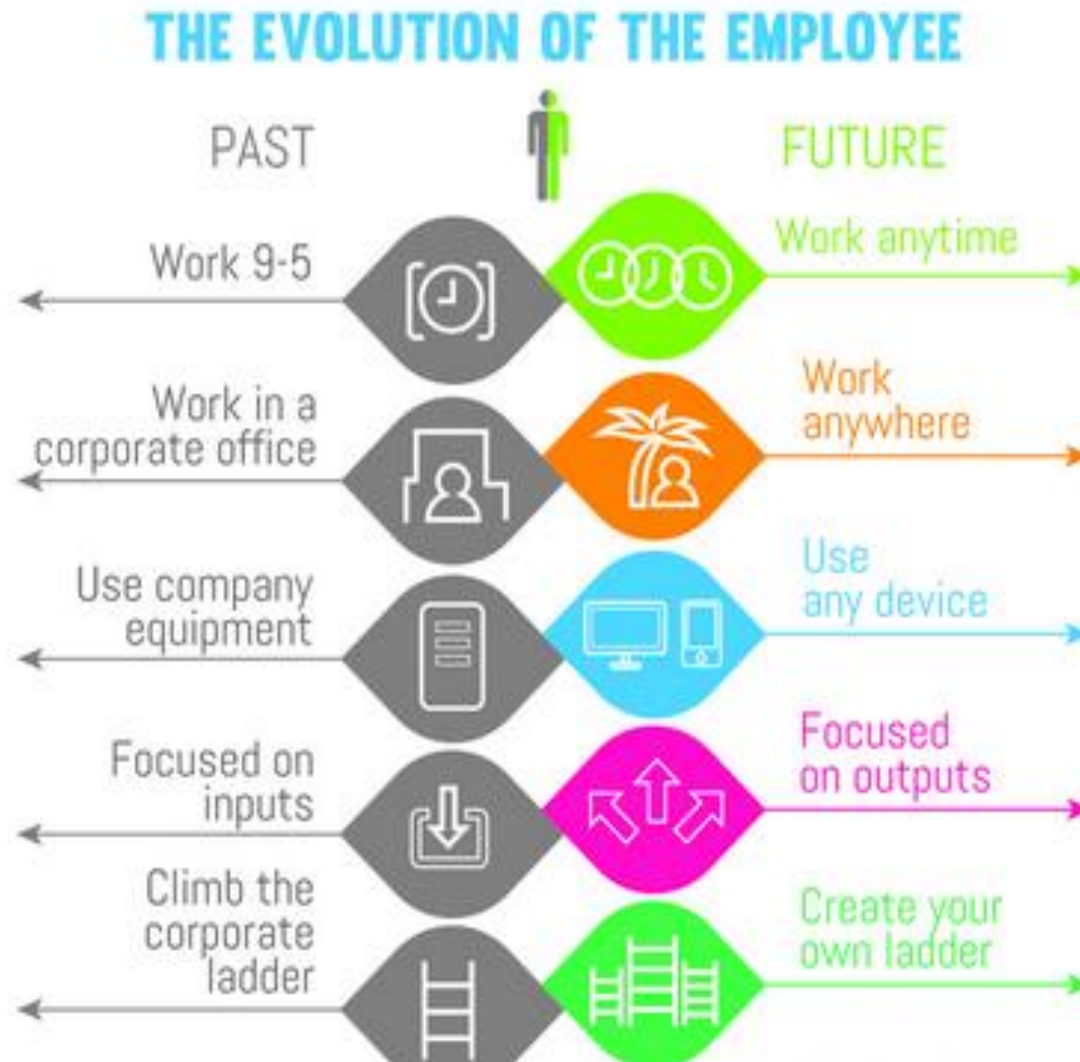 THE EVOLUTION OF THE EMPLOYEE
PAST
FUTURE
Work 9-5
Work anytime
Work in a
corporate office
Work
anywhere
Use company
equipment
Use
any device
Focused on
inputs
Focused
on outputs
Climb the
corporate
ladder
Create your
own ladder